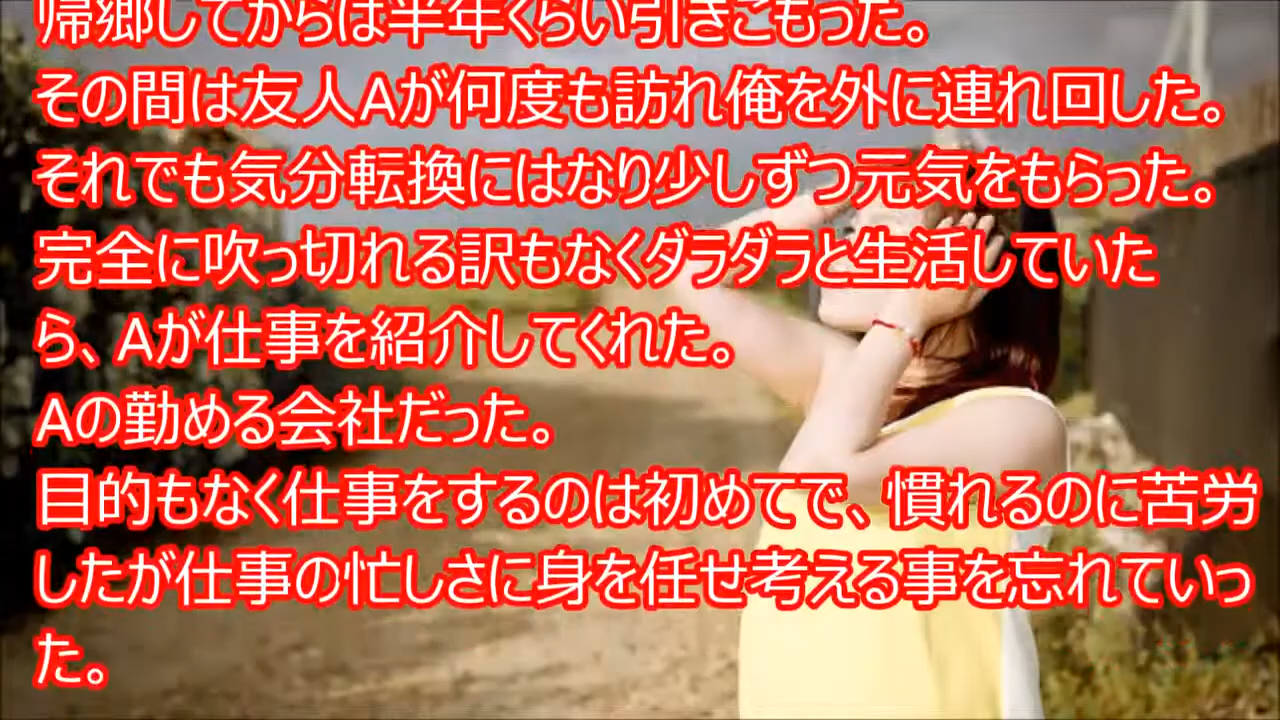 帰郷してからは半年くらい引きこもった。
その間は友人Aが何度も訪れ俺を外に連れ回した。
それでも気分転換にはなり少しずつ元気をもらった。
完全に吹っ切れる訳もなくダラダラと生活していた
ら、Aが仕事を紹介してくれた。
Aの勤める会社だった。
目的もなく仕事をするのは初めてで、慣れるのに苦労
したが仕事の忙しさに身を任せ考える事を忘れていっ
た。